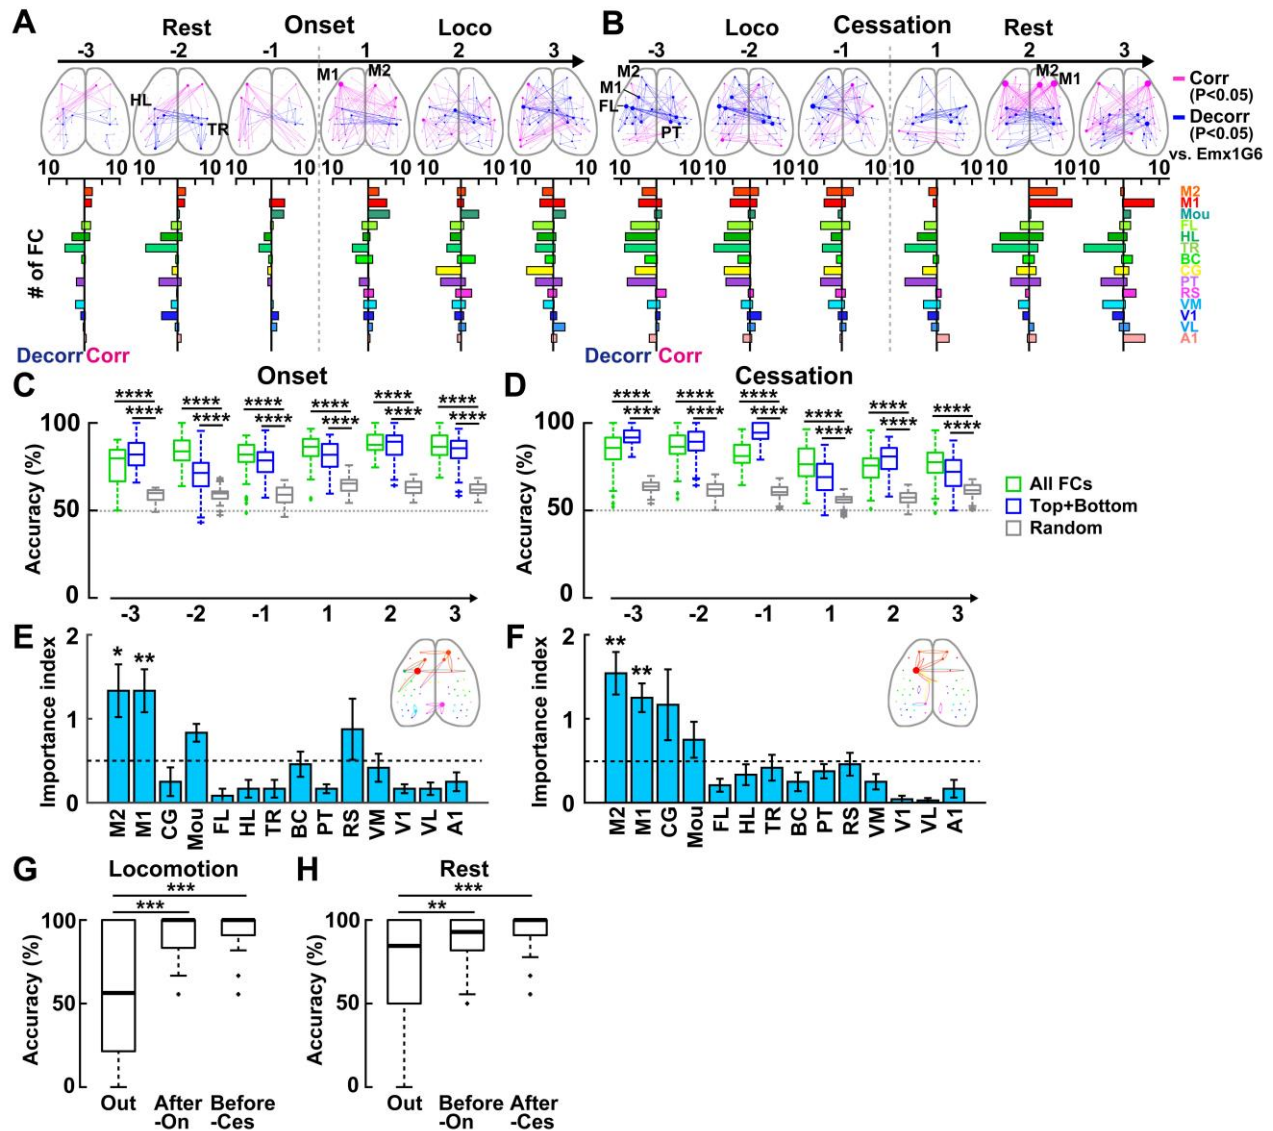 A
Rest
Onset
Loco
-3
-2
-1
1
2
3
M1
M2
HL
TR
B
Loco
Cessation
Rest
-3
-2
-1
1
2
3
M2
M1
FL
PT
M2
M1
Corr
(P<0.05)
Decorr
(P<0.05)
vs. Emx1G6
10 10
10 10
10 10
10 10
10 10
10 10
10 10
10 10
10 10
10 10
10 10
10 10
# of FC
M2
M1
Mou
FL
HL
TR
BC
CG
PT
RS
VM
V1
VL
A1
Decorr Corr
Decorr Corr
C
Onset
**** **** **** **** **** ****
**** **** **** **** **** ****
Accuracy (%)
100
50
0
-3 -2 -1 1 2 3
D
Cessation
**** **** **** **** **** ****
**** **** **** **** **** ****
Accuracy (%)
100
50
0
-3 -2 -1 1 2 3
All FCs
Top+Bottom
Random
E
Importance index
2
1
0
* **
M2 M1 CG Mou FL HL TR BC PT RS VM V1 VL A1
F
Importance index
2
1
0
** **
M2 M1 CG Mou FL HL TR BC PT RS VM V1 VL A1
G
Locomotion
***
***
Accuracy (%)
100
50
0
Out After Before
-On -Ces
H
Rest
***
**
Accuracy (%)
100
50
0
Out Before After
-On -Ces